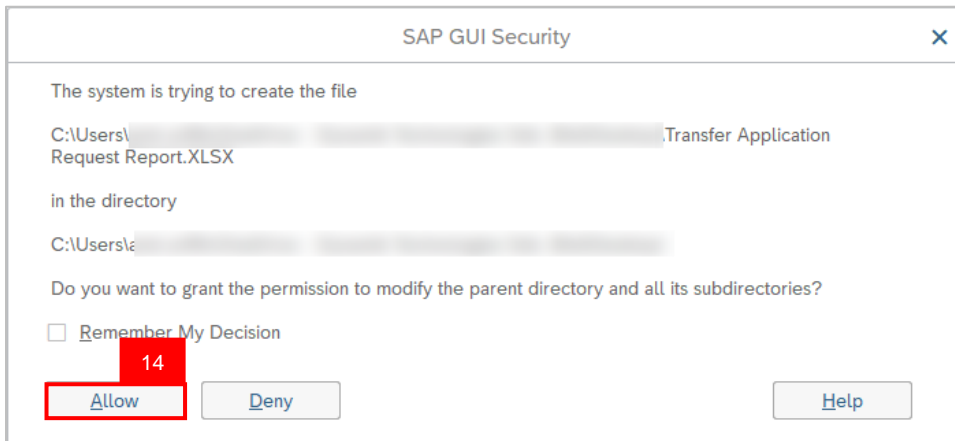 SAP GUI Security
The system is trying to create the file
C:\Users\ Transfer Application
Request Report.XLSX
in the directory
C:\Users\a
Do you want to grant the permission to modify the parent directory and all its subdirectories?
Remember My Decision
14
Allow Deny Help